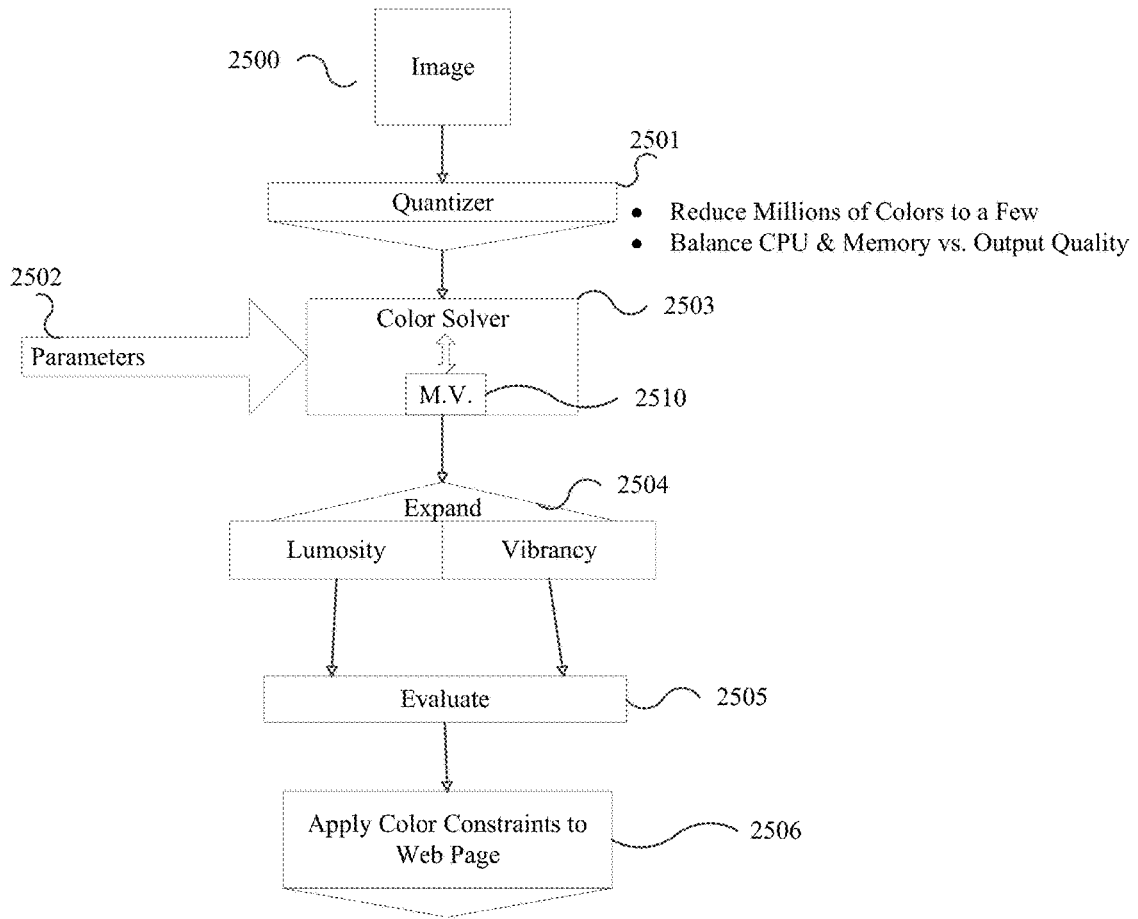 2500
Image
2501
Quantizer
• Reduce Millions of Colors to a Few
• Balance CPU & Memory vs. Output Quality
2502
2503
Color Solver
Parameters
M.V.
2510
2504
Expand
Lumosity
Vibrancy
Evaluate
2505
Apply Color Constraints to
Web Page
2506